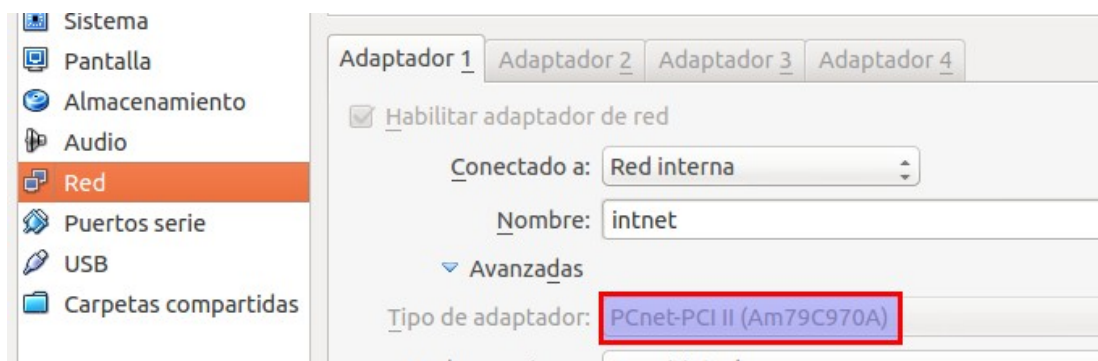 Sistema
Pantalla
Almacenamiento
Audio
Red
Puertos serie
USB
Carpetas compartidas
Adaptador 1 Adaptador 2 Adaptador 3 Adaptador 4
Habilitar adaptador de red
Conectado a: Red interna
Nombre: intnet
Avanzadas
Tipo de adaptador: PCnet-PCI II (Am79C970A)